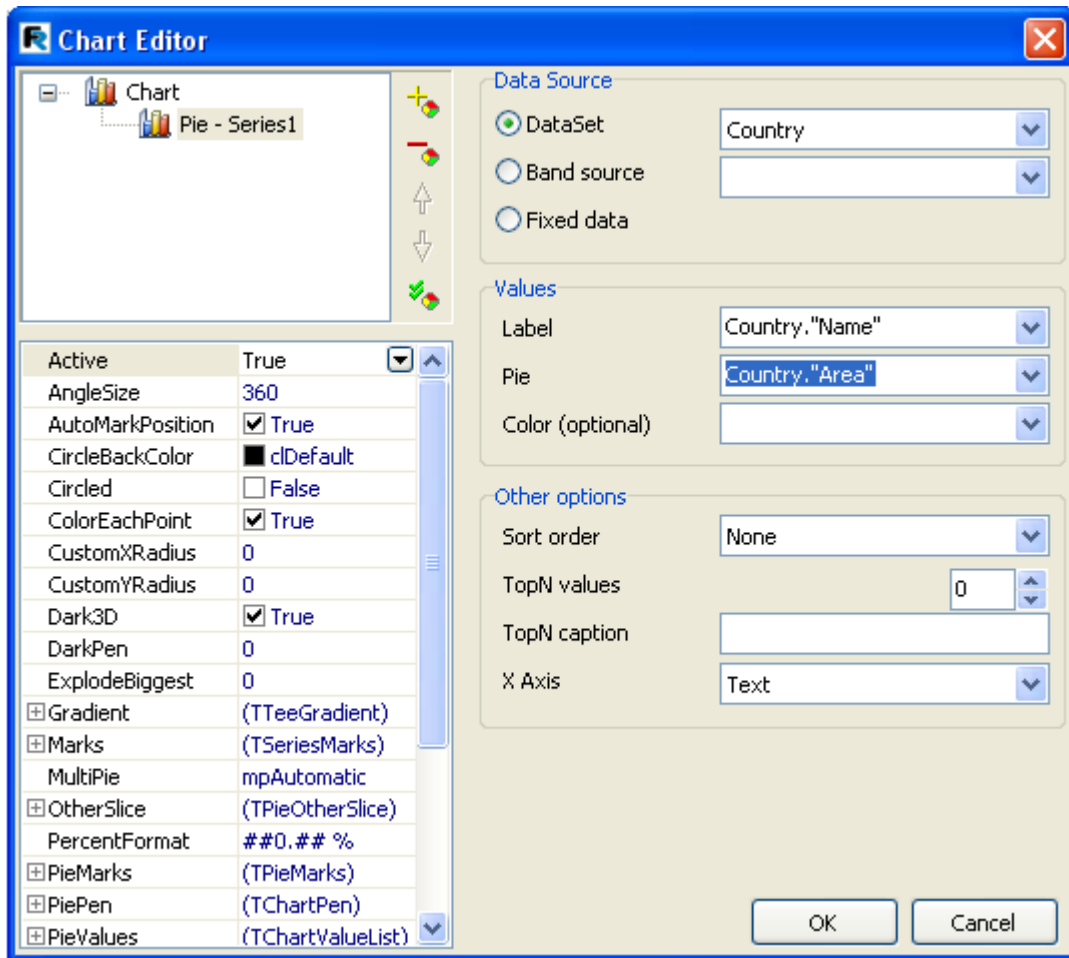 Chart Editor
Chart
Pie - Series1
Active True
AngleSize 360
AutoMarkPosition True
CircleBackColor clDefault
Circled False
ColorEachPoint True
CustomXRadius 0
CustomYRadius 0
Dark3D True
DarkPen 0
ExplodeBiggest 0
Gradient (TTeeGradient)
Marks (TSeriesMarks)
MultiPie mpAutomatic
OtherSlice (TPieOtherSlice)
PercentFormat ##0.## %
PieMarks (TPieMarks)
PiePen (TChartPen)
PieValues (TChartValueList)
Data Source
DataSet Country
Band source
Fixed data
Values
Label Country."Name"
Pie Country."Area"
Color (optional)
Other options
Sort order None
TopN values 0
TopN caption
X Axis Text
OK Cancel